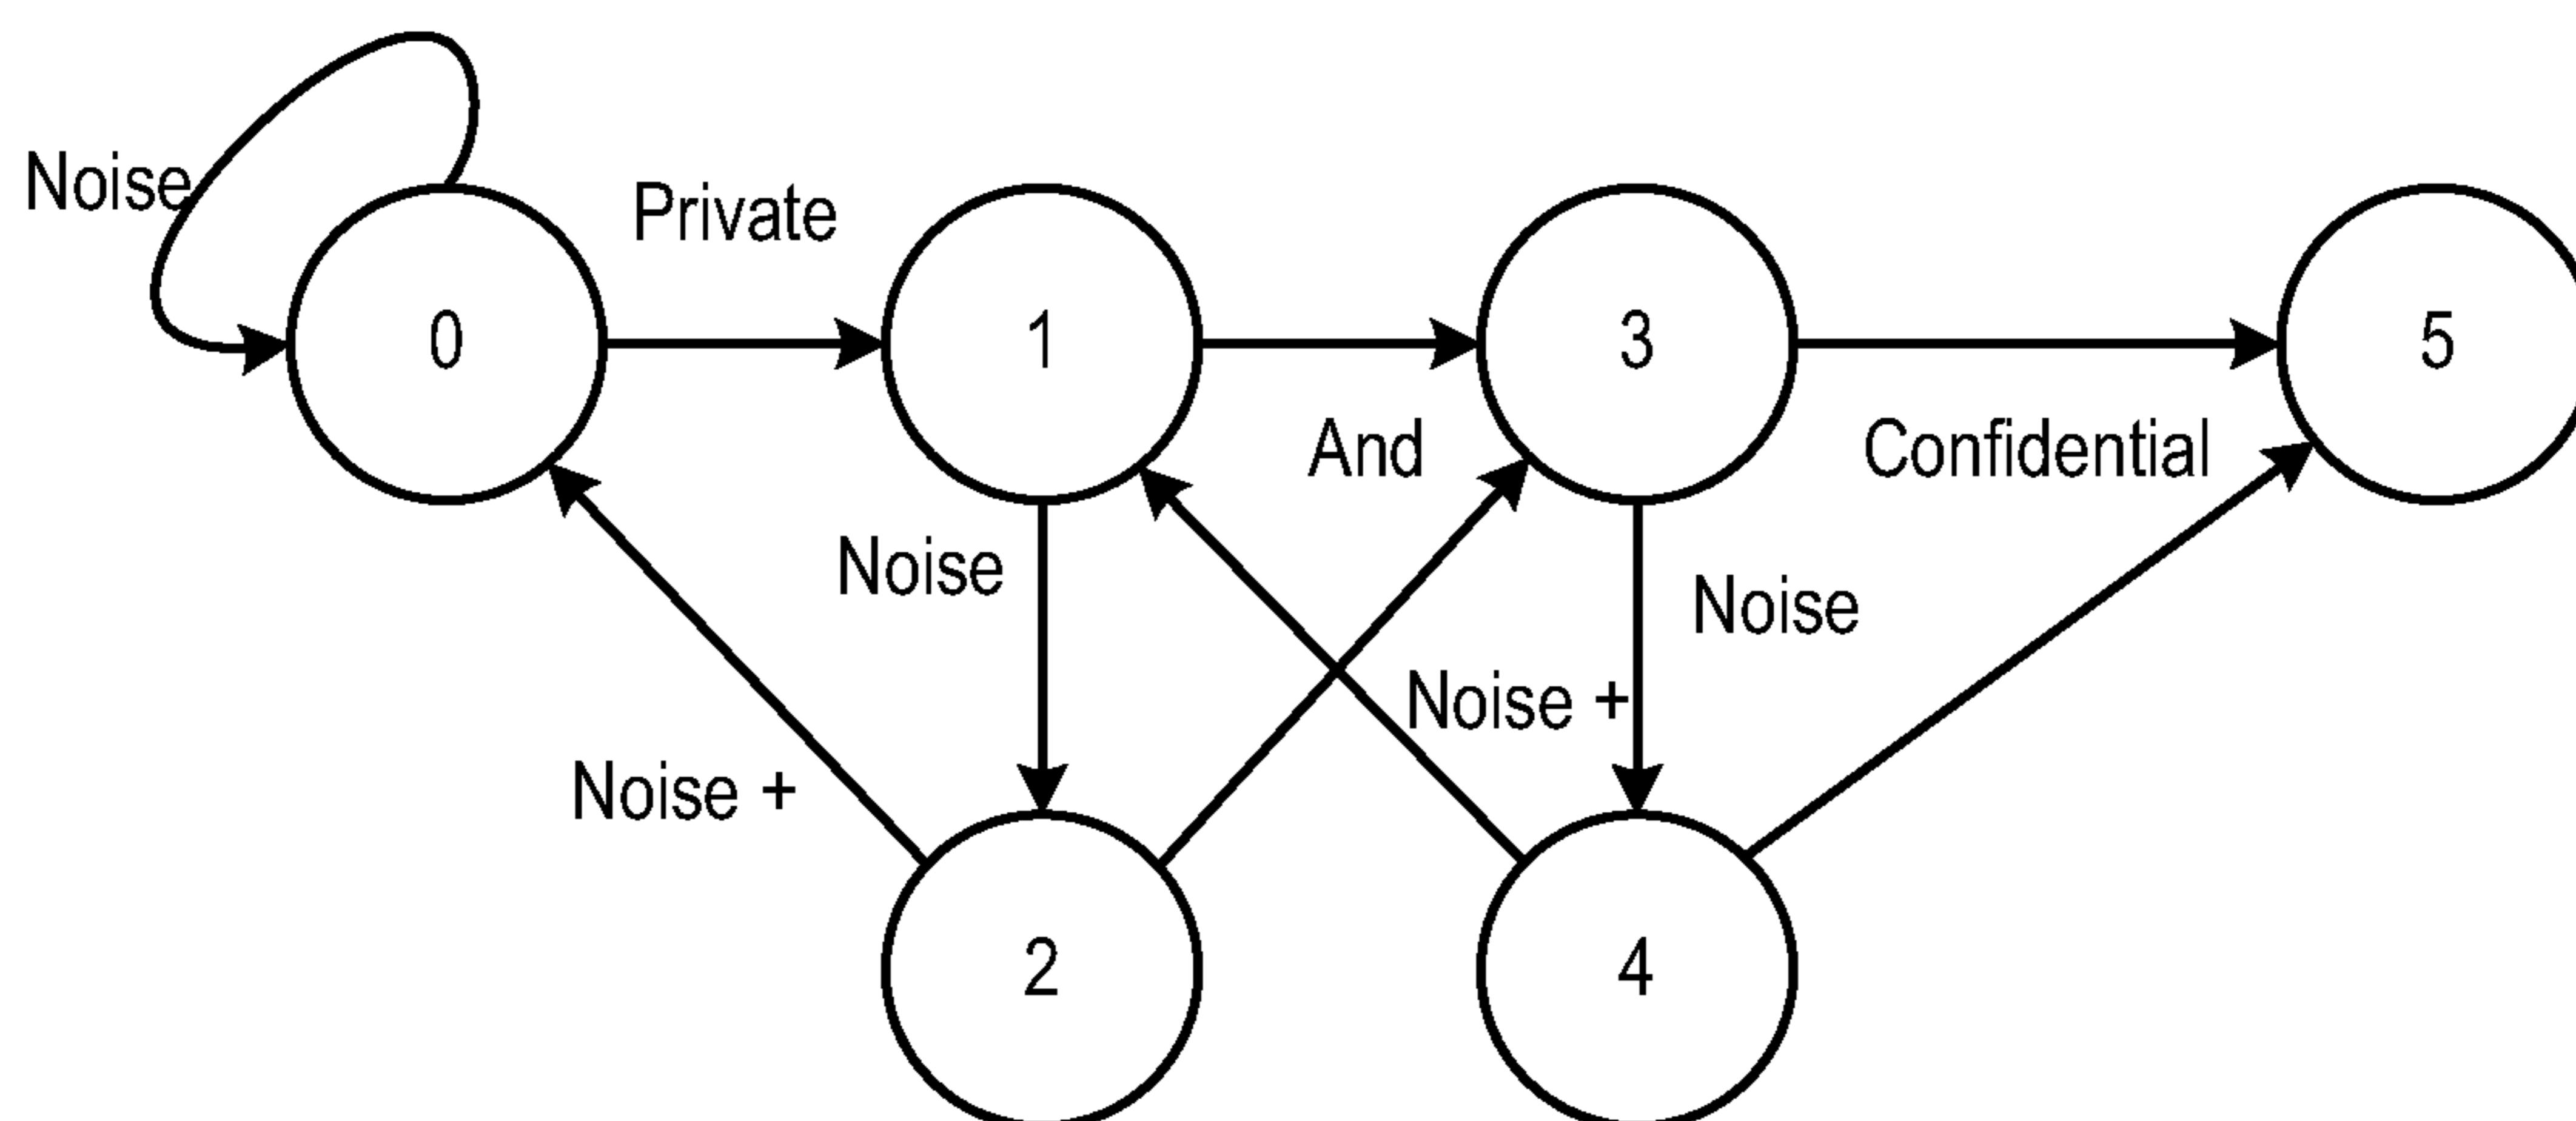 Noise
Private
0
1
3
5
And
Confidential
Noise
Noise
Noise +
Noise +
2
4